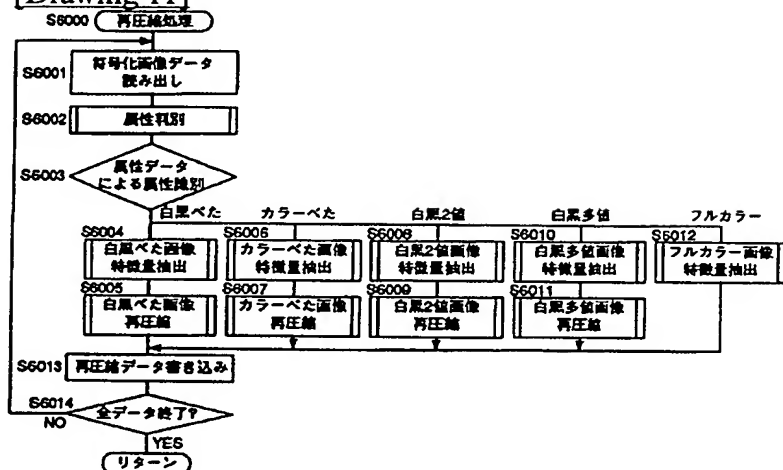 [Drawing 11]
S6000 再圧縮処理
S6001 符号化画像データ
読み出し
S6002 属性判別
S6003 属性データ
による属性識別
白黒べた カラーべた 白黒2値 白黒多値 フルカラー
S6004 S6006 S6008 S6010 S6012
白黒べた画像 カラーべた画像 白黒2値画像 白黒多値画像 フルカラー画像
特徴量抽出 特徴量抽出 特徴量抽出 特徴量抽出 特徴量抽出
S6005 S6007 S6009 S6011
白黒べた画像 カラーべた画像 白黒2値画像 白黒多値画像
再圧縮 再圧縮 再圧縮 再圧縮
S6013 再圧縮データ書き込み
S6014 全データ終了?
NO
YES
リターン